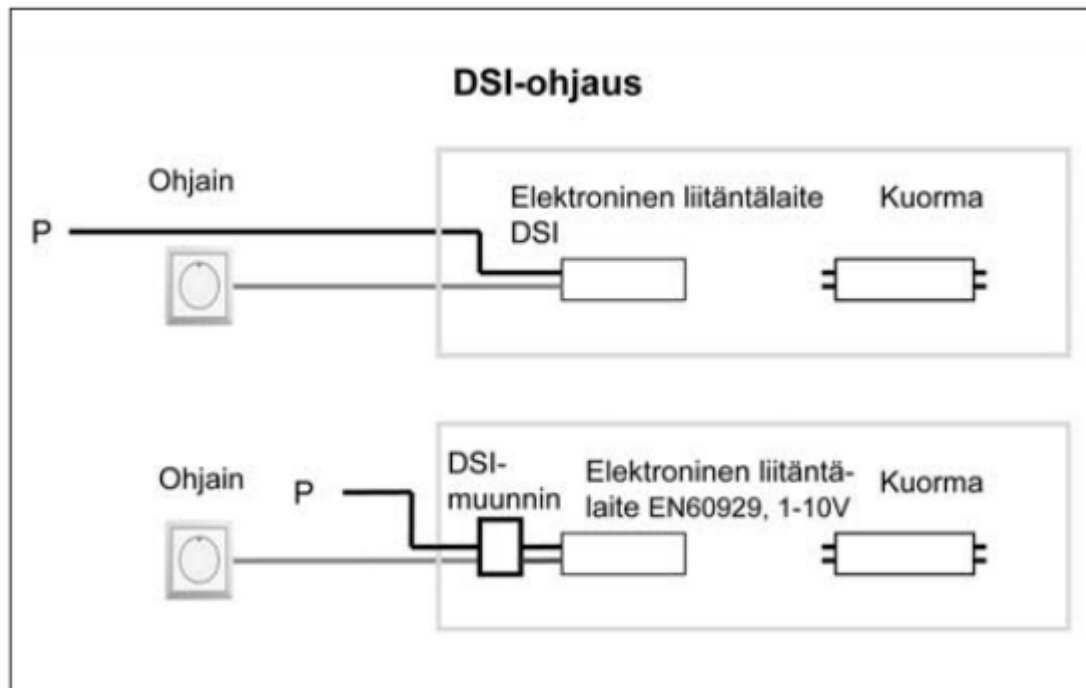 DSI-ohjaus
Ohjain
P
Elektroninen liitäntälaite
DSI
Kuorma
Ohjain
P
DSI-
muunnin
Elektroninen liitäntä-
laite EN60929, 1-10V
Kuorma